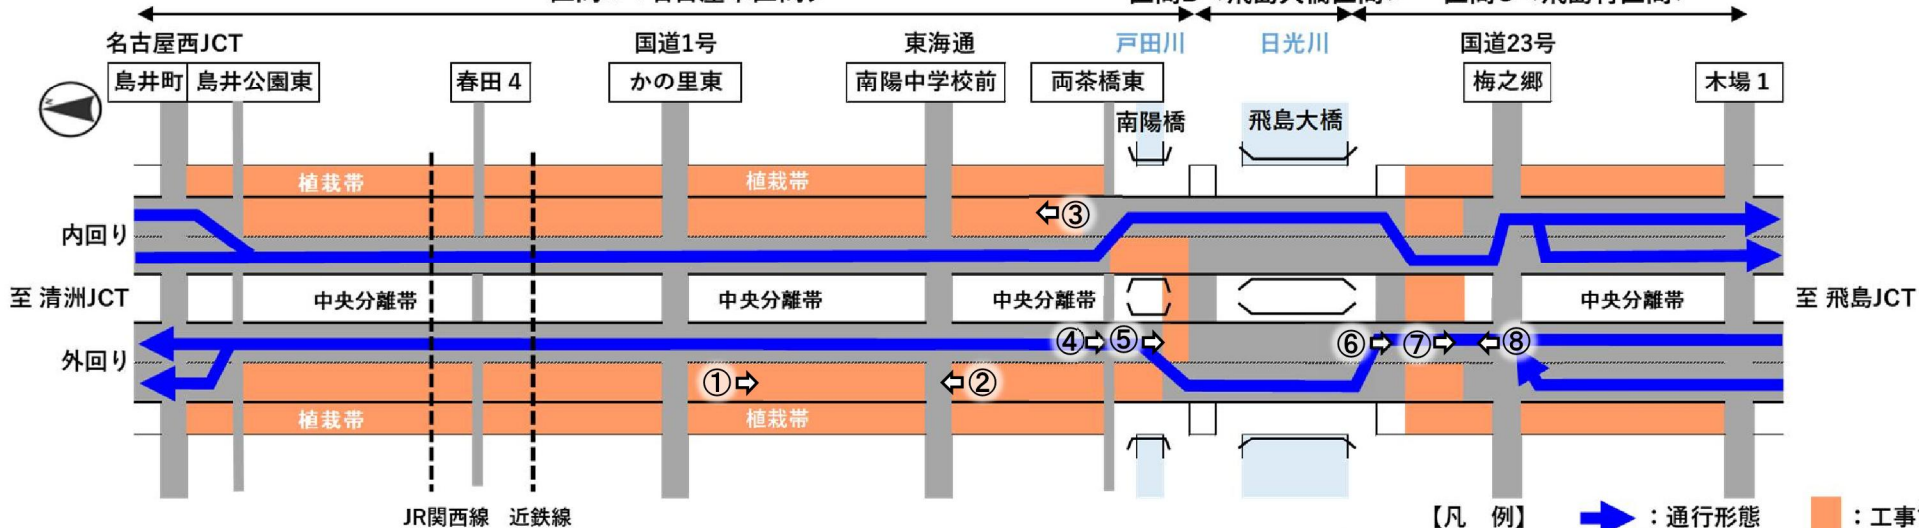 名古屋西JCT 国道1号 東海通 戸田川 日光川 国道23号
島井町 島井公園東 春田4 かの里東 南陽中学校前 両茶橋東 梅之郷 木場1
南陽橋 飛島大橋
植栽帯 植栽帯
③
内回り
至 清洲JCT 中央分離帯 中央分離帯 中央分離帯 中央分離帯 至 飛島JCT
④ ⑤ ⑥ ⑦ ⑧
外回り
① ②
植栽帯 植栽帯
JR関西線 近鉄線
【凡 例】 :通行形態 :工事